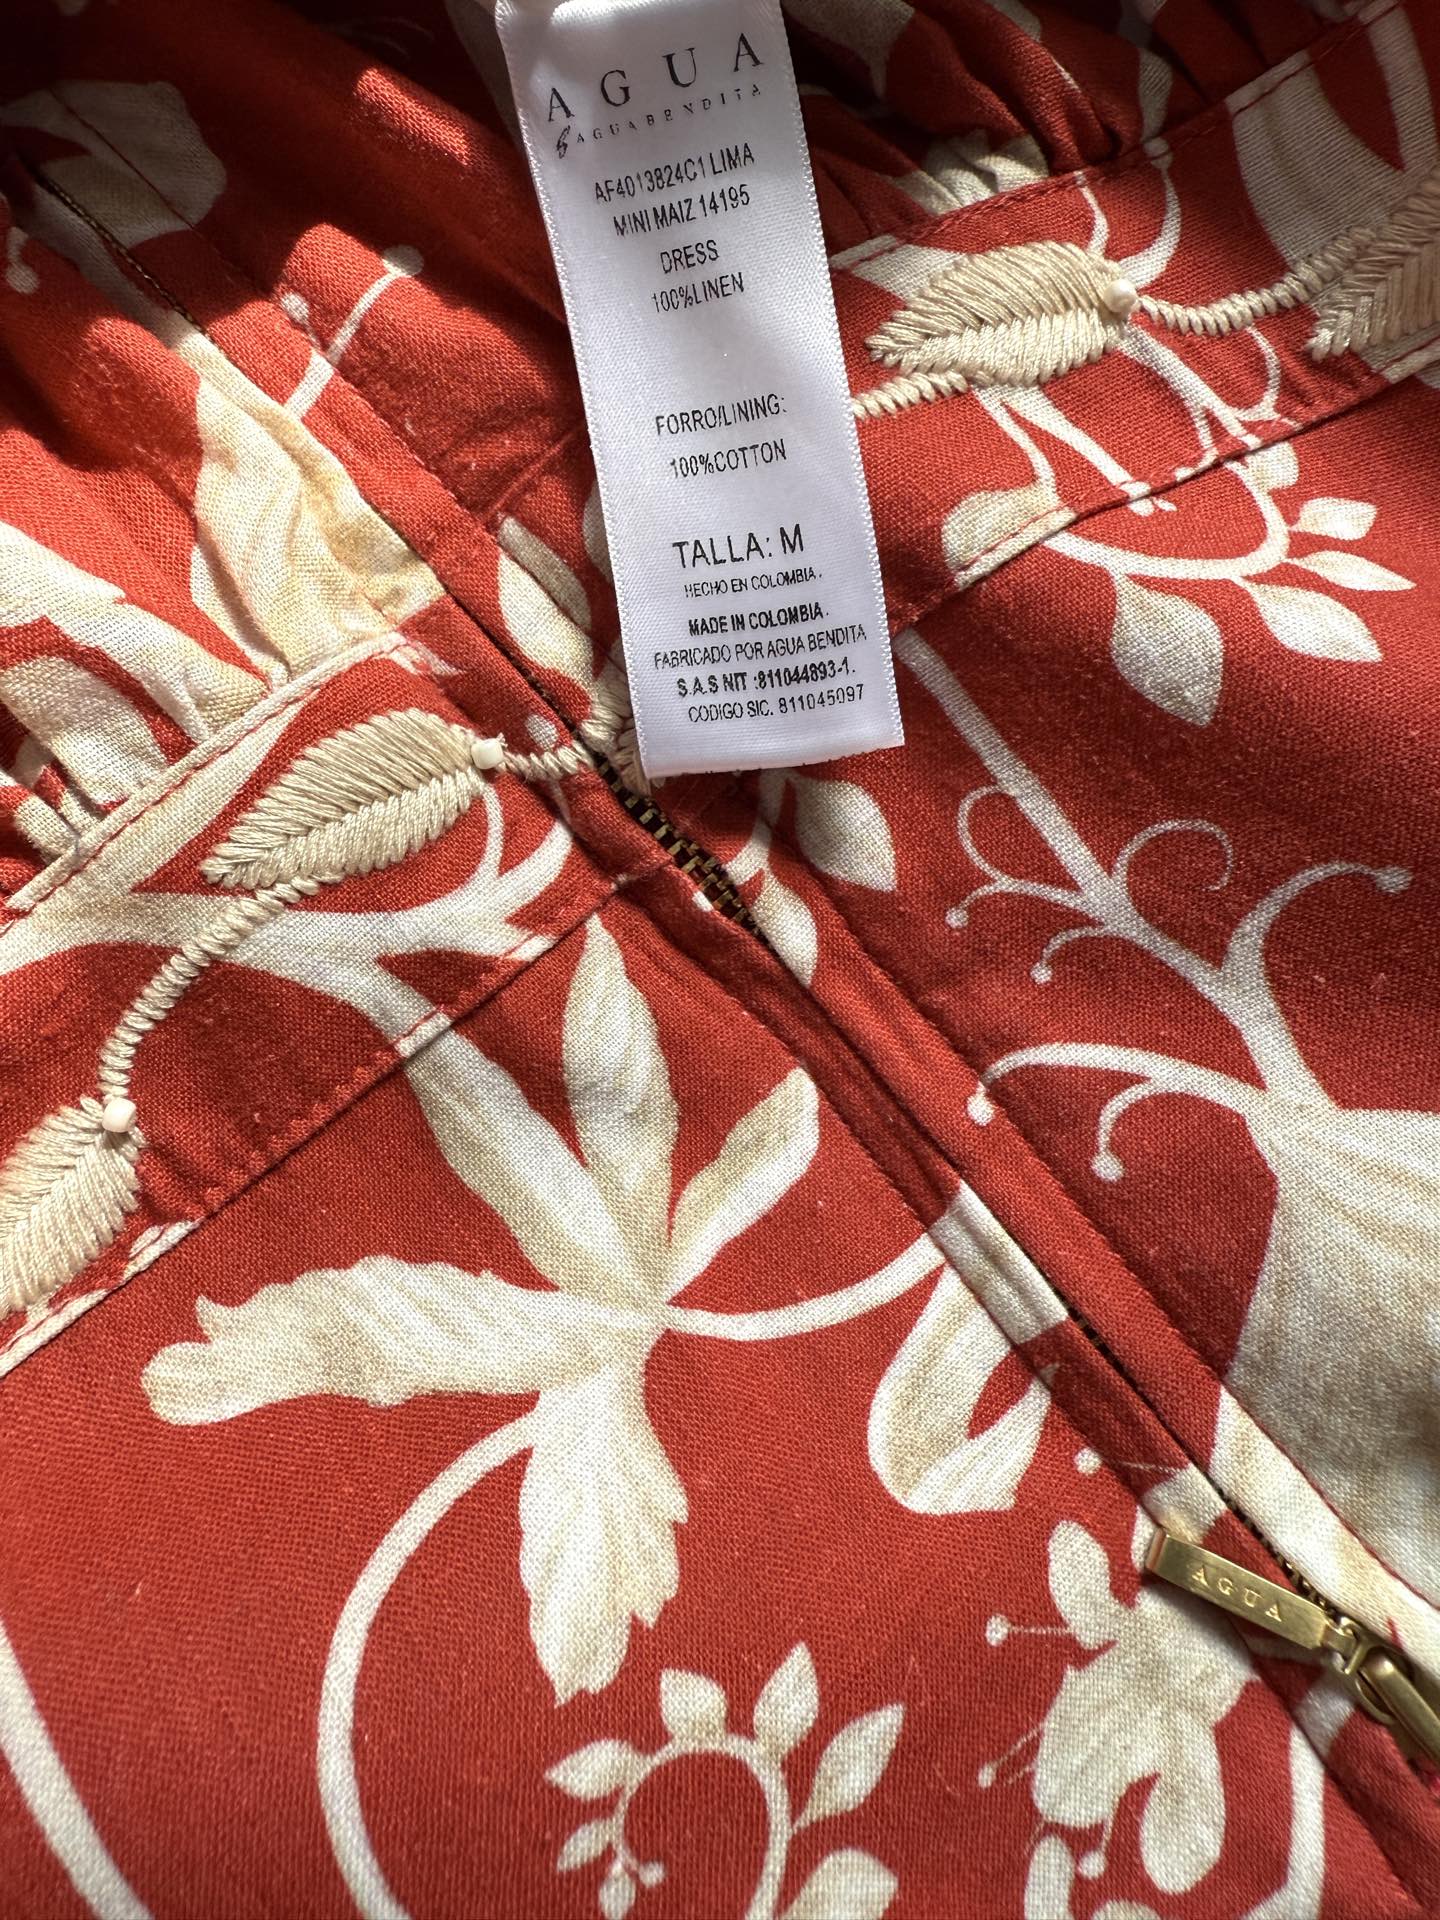 AGUA
AGUABENDITA
AF4013824C1 LIMA
MINI MAIZ 14195
DRESS
100%LINEN
FORRO/LINING:
100%COTTON
TALLA: M
HECHO EN COLOMBIA.
MADE IN COLOMBIA.
FABRICADO POR AGUA BENDITA
S.A.S NIT :811044893-1.
CODIGO SIC. 811045097
AGUA